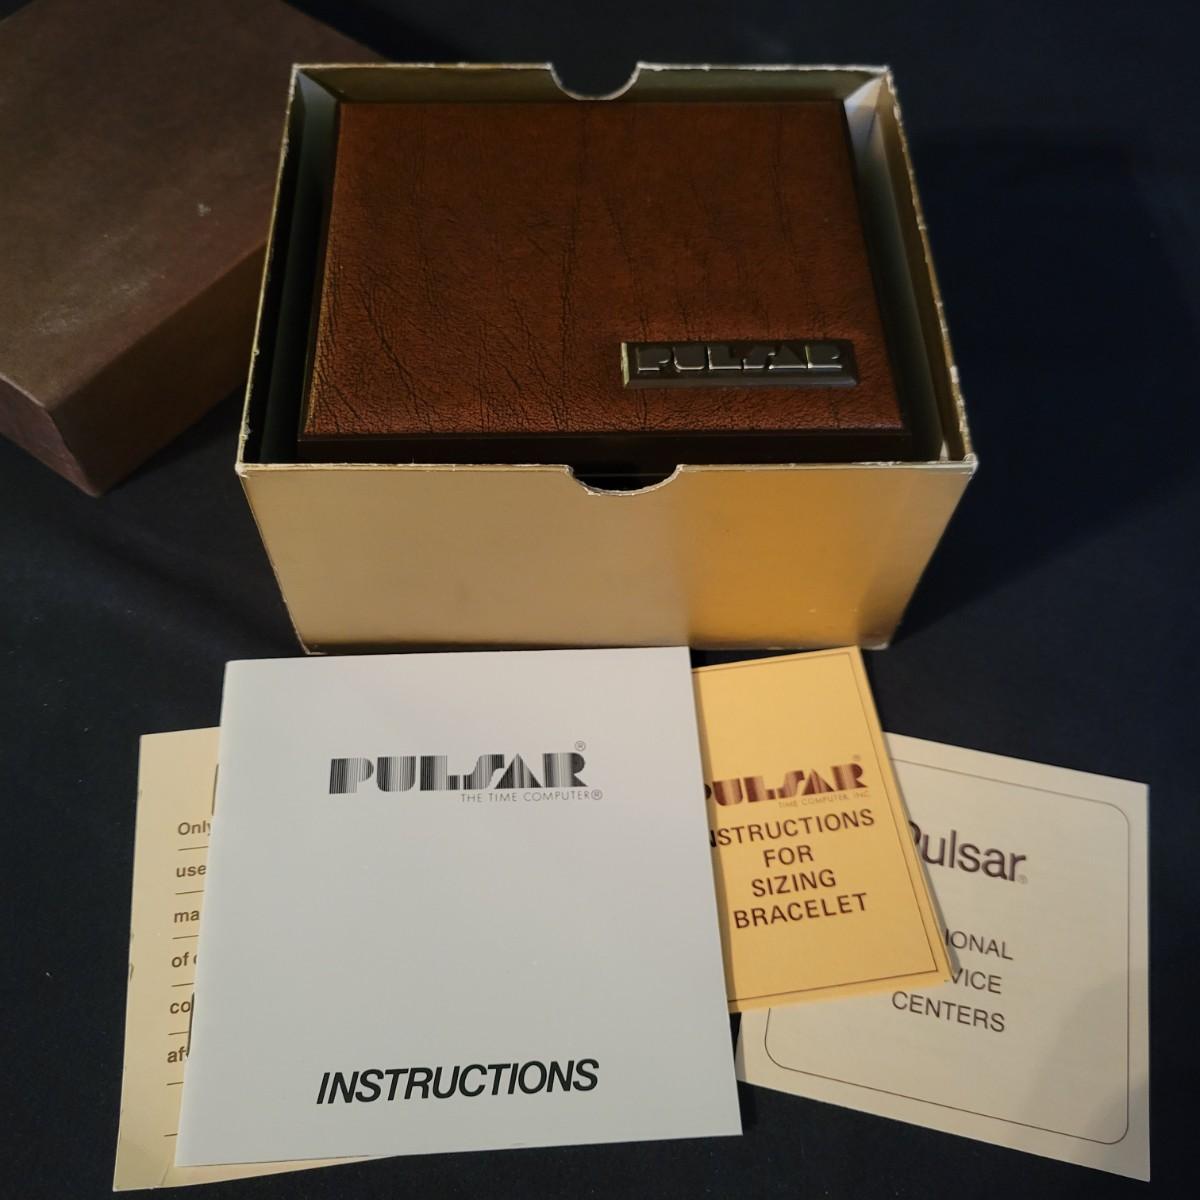 PULSAR
PULSAR®
THE TIME COMPUTER®
INSTRUCTIONS
PULSAR®
TIME COMPUTER, INC.
INSTRUCTIONS
FOR
SIZING
BRACELET
Pulsar®
IONAL
VICE
CENTERS
Only
use
ma
of
co
af